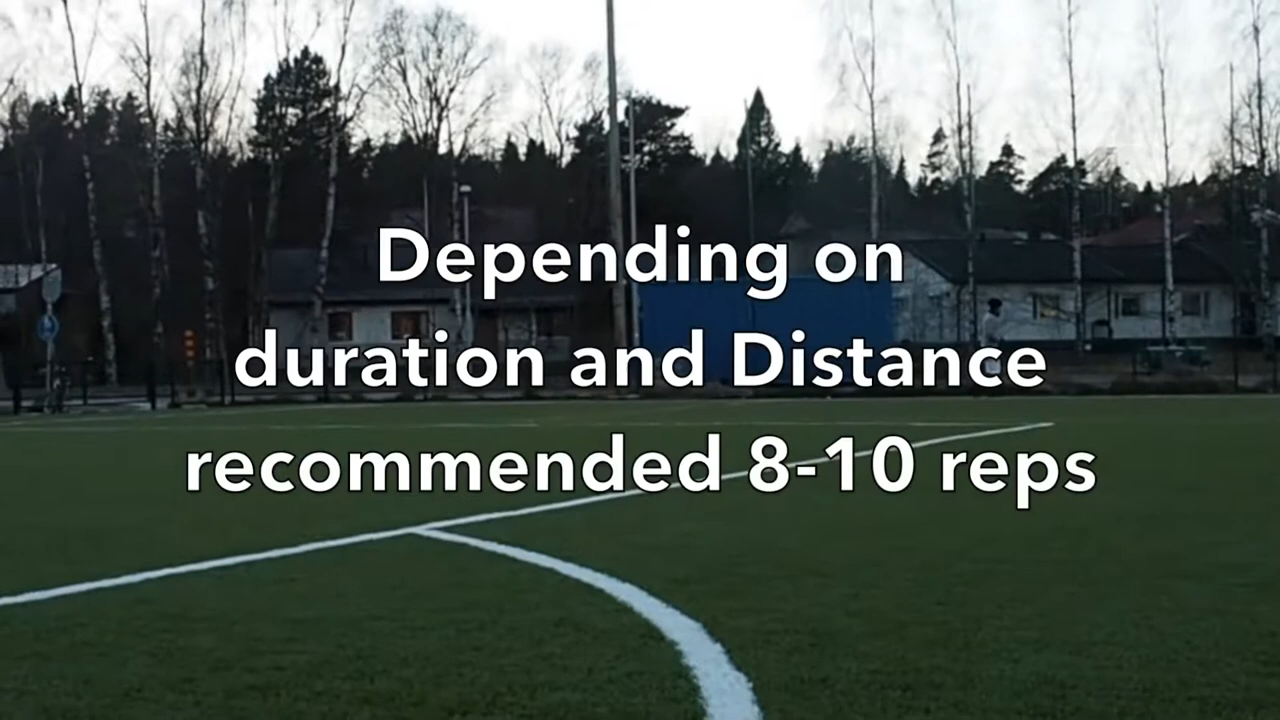 Depending on
duration and Distance
recommended 8-10 reps